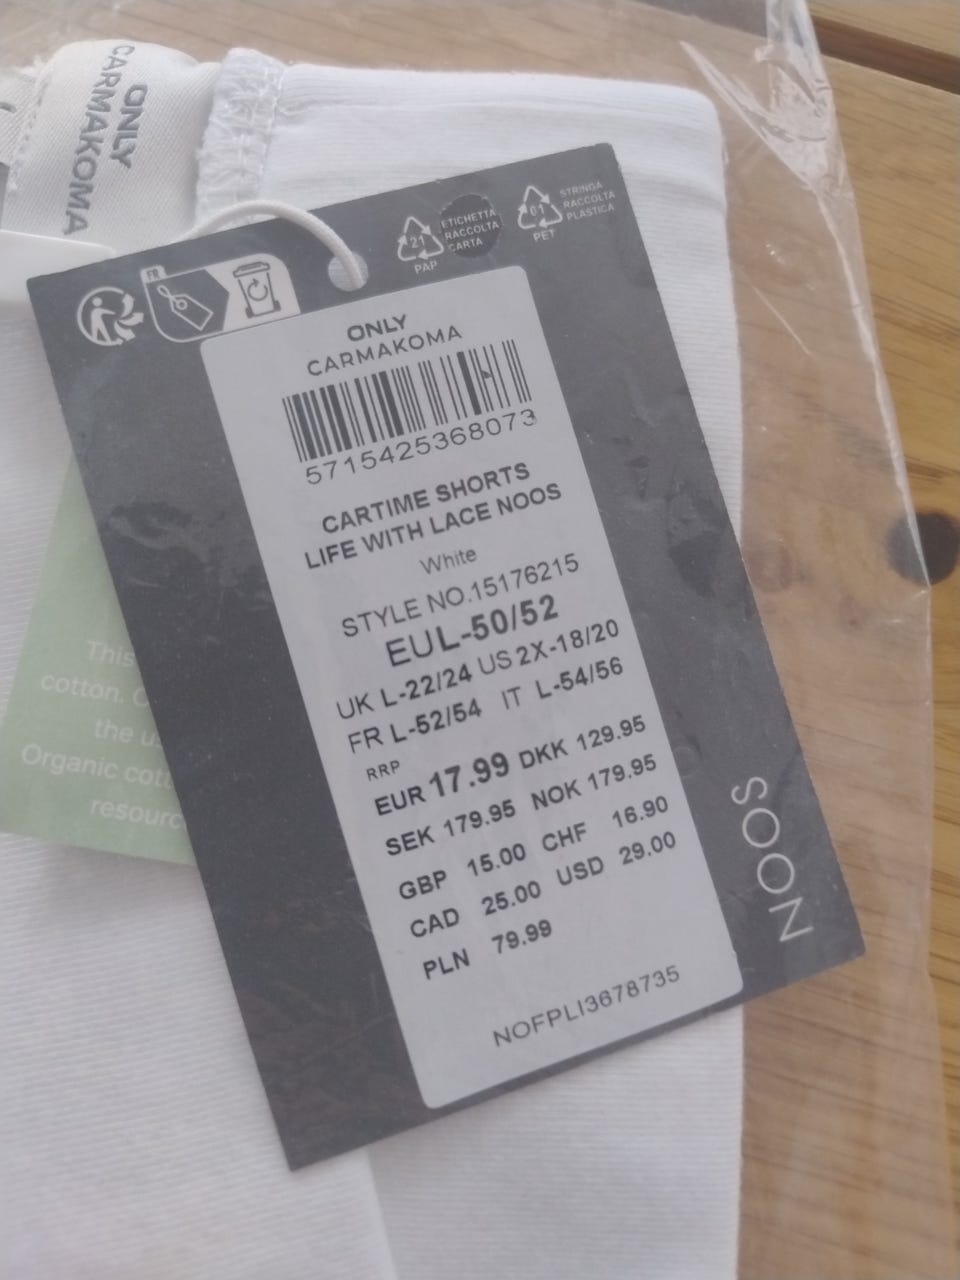 ONLY
CARMAKOMA
FR
21
PAP
ETICHETTA
RACCOLTA
CARTA
01
PET
STRINGA
RACCOLTA
PLASTICA
ONLY
CARMAKOMA
5715425368073
CARTIME SHORTS
LIFE WITH LACE NOOS
White
STYLE NO.15176215
EUL-50/52
UK L-22/24 US 2X-18/20
FR L-52/54 IT L-54/56
RRP
EUR 17.99 DKK 129.95
SEK 179.95 NOK 179.95
GBP 15.00 CHF 16.90
CAD 25.00 USD 29.00
PLN 79.99
NOFPLI3678735
NOOS
This
cotton.
the
Organic